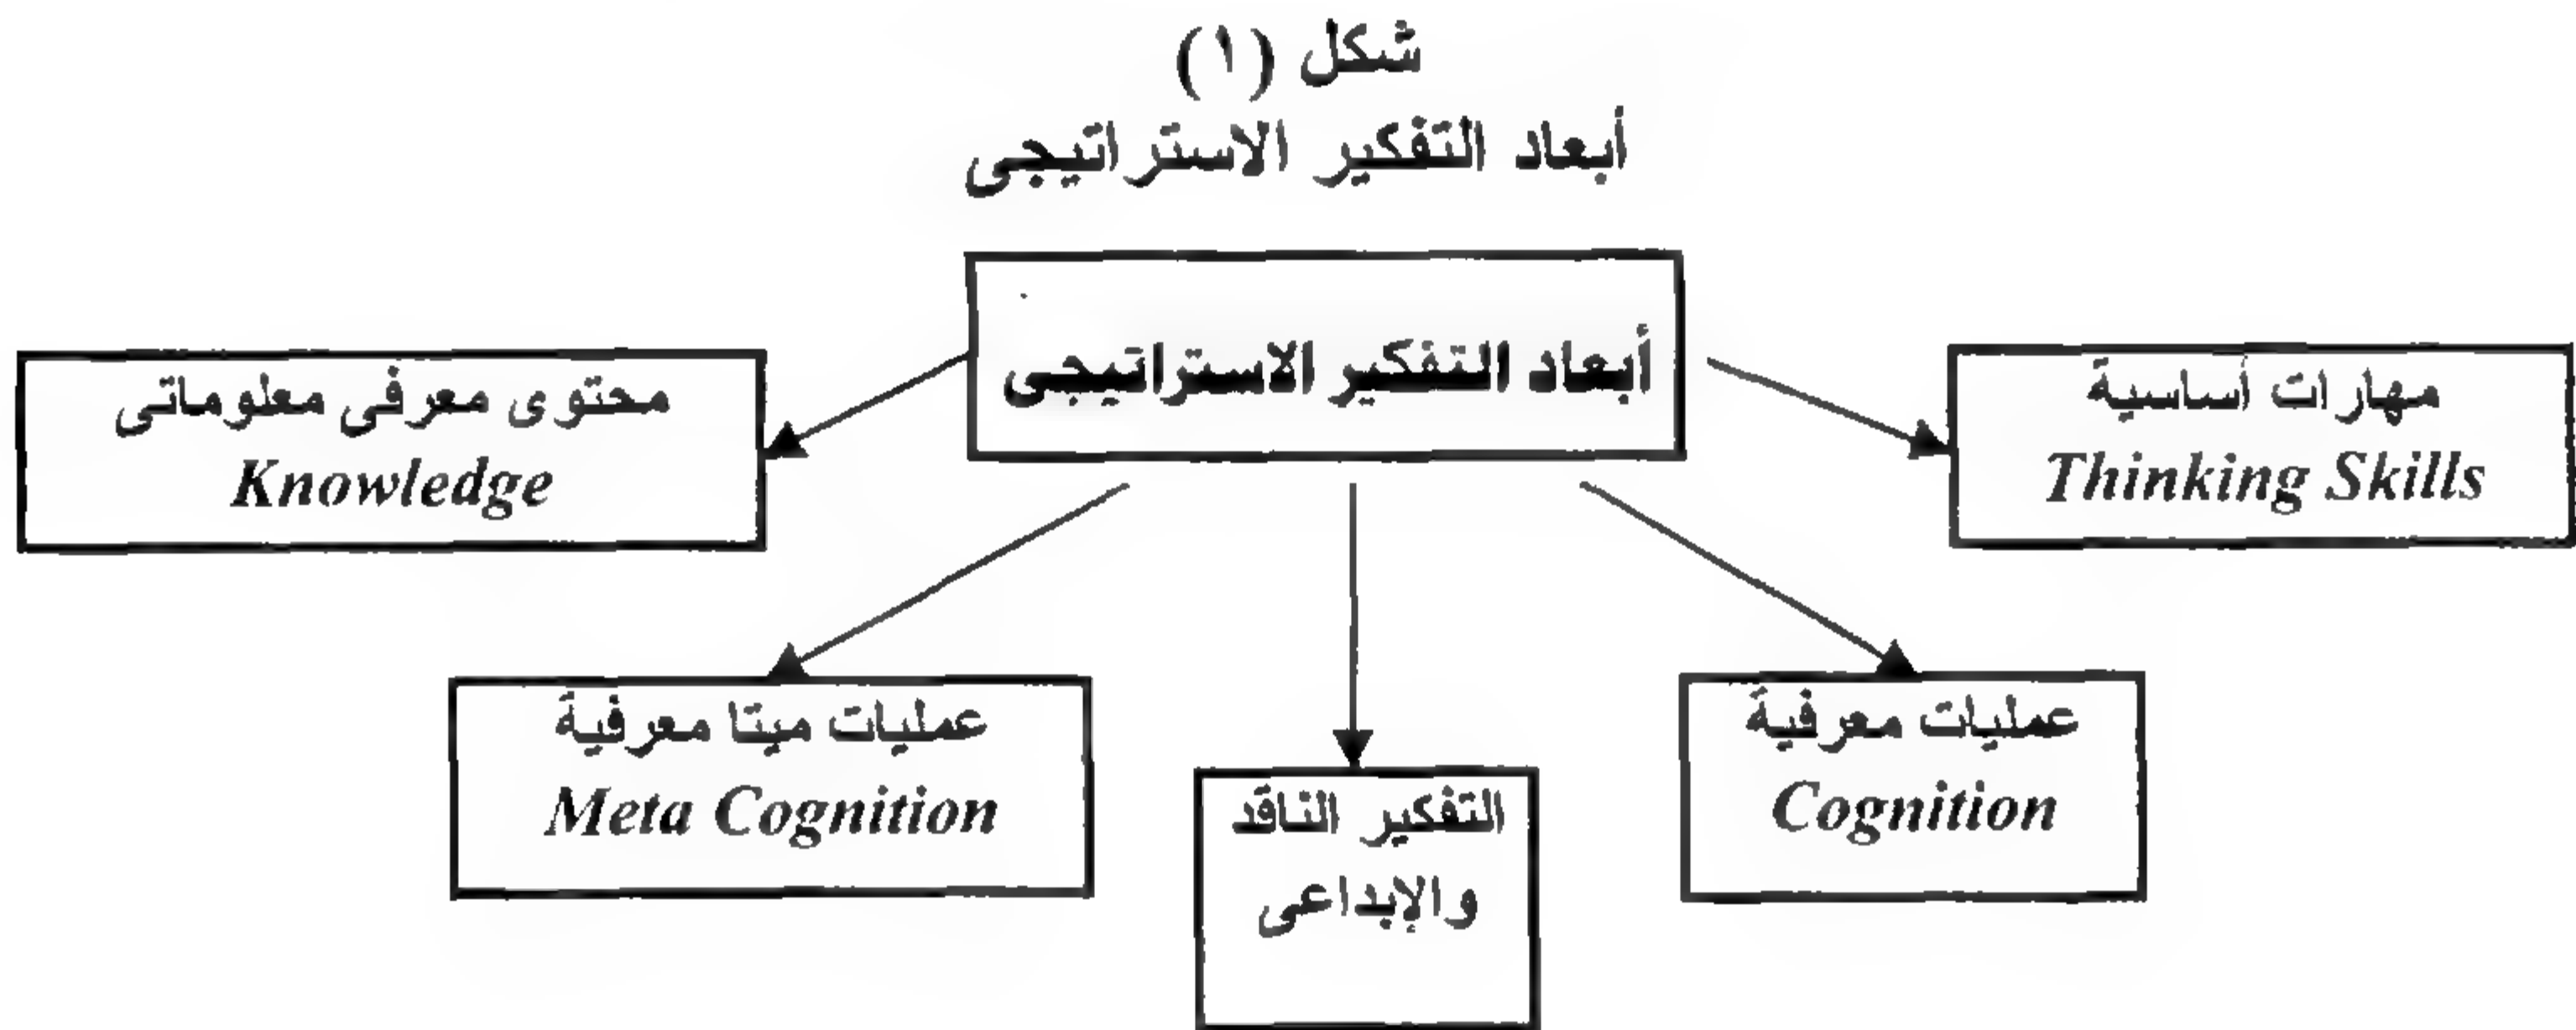 شكل (١)
أبعاد التفكير الاستراتيجى
أبعاد التفكير الاستراتيجى
مهارات أساسية
Thinking Skills
محتوى معرفى معلوماتى
Knowledge
عمليات معرفية
Cognition
التفكير الناقد
والإبداعى
عمليات ميتا معرفية
Meta Cognition